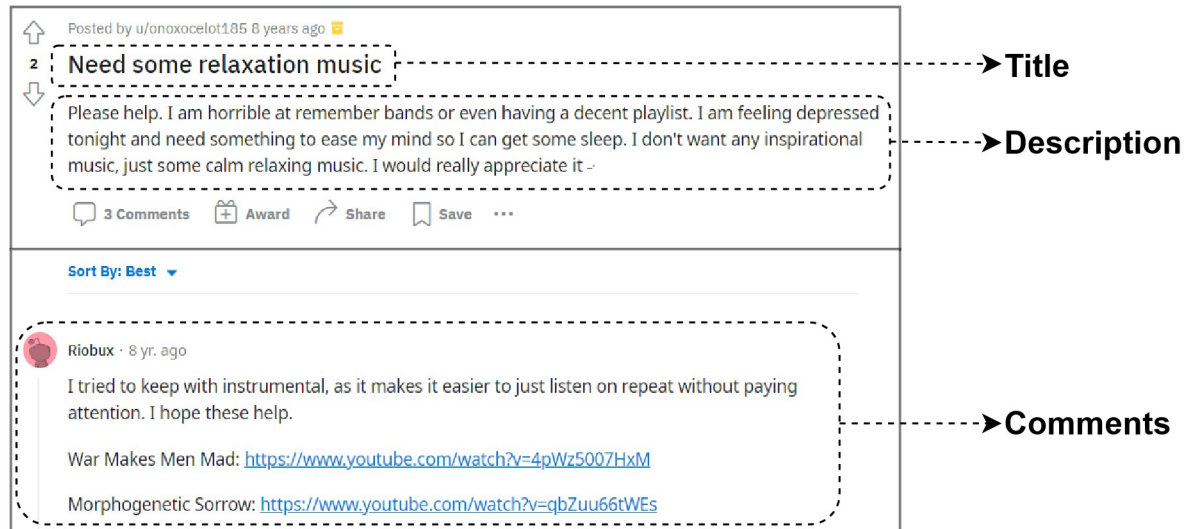 Posted by u/onoxocelot185 8 years ago
2
Need some relaxation music
Title
Please help. I am horrible at remember bands or even having a decent playlist. I am feeling depressed
tonight and need something to ease my mind so I can get some sleep. I don't want any inspirational
music, just some calm relaxing music. I would really appreciate it -·
Description
3 Comments Award Share Save ···
Sort By: Best
Riobux · 8 yr. ago
I tried to keep with instrumental, as it makes it easier to just listen on repeat without paying
attention. I hope these help.
Comments
War Makes Men Mad: https://www.youtube.com/watch?v=4pWz5007HxM
Morphogenetic Sorrow: https://www.youtube.com/watch?v=qbZuu66tWEs